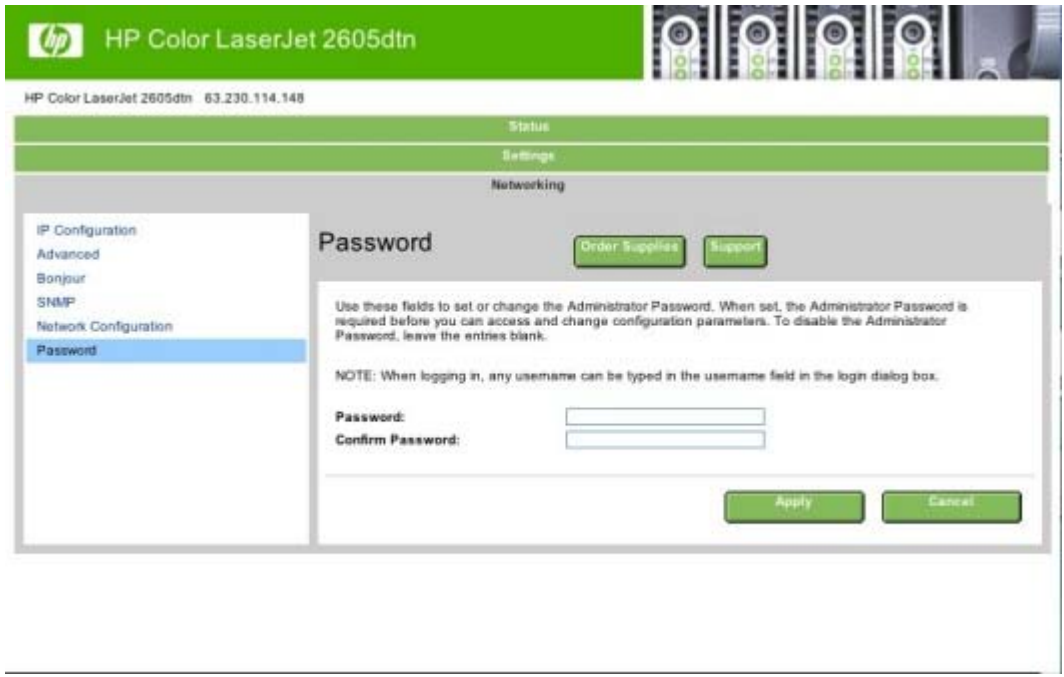 hp HP Color LaserJet 2605dtn
HP Color LaserJet 2605dtn 63.230.114.148
Status
Settings
Networking
IP Configuration
Advanced
Bonjour
SNMP
Network Configuration
Password
Password
Order Supplies
Support
Use these fields to set or change the Administrator Password. When set, the Administrator Password is
required before you can access and change configuration parameters. To disable the Administrator
Password, leave the entries blank.
NOTE: When logging in, any username can be typed in the username field in the login dialog box.
Password:
Confirm Password:
Apply
Cancel